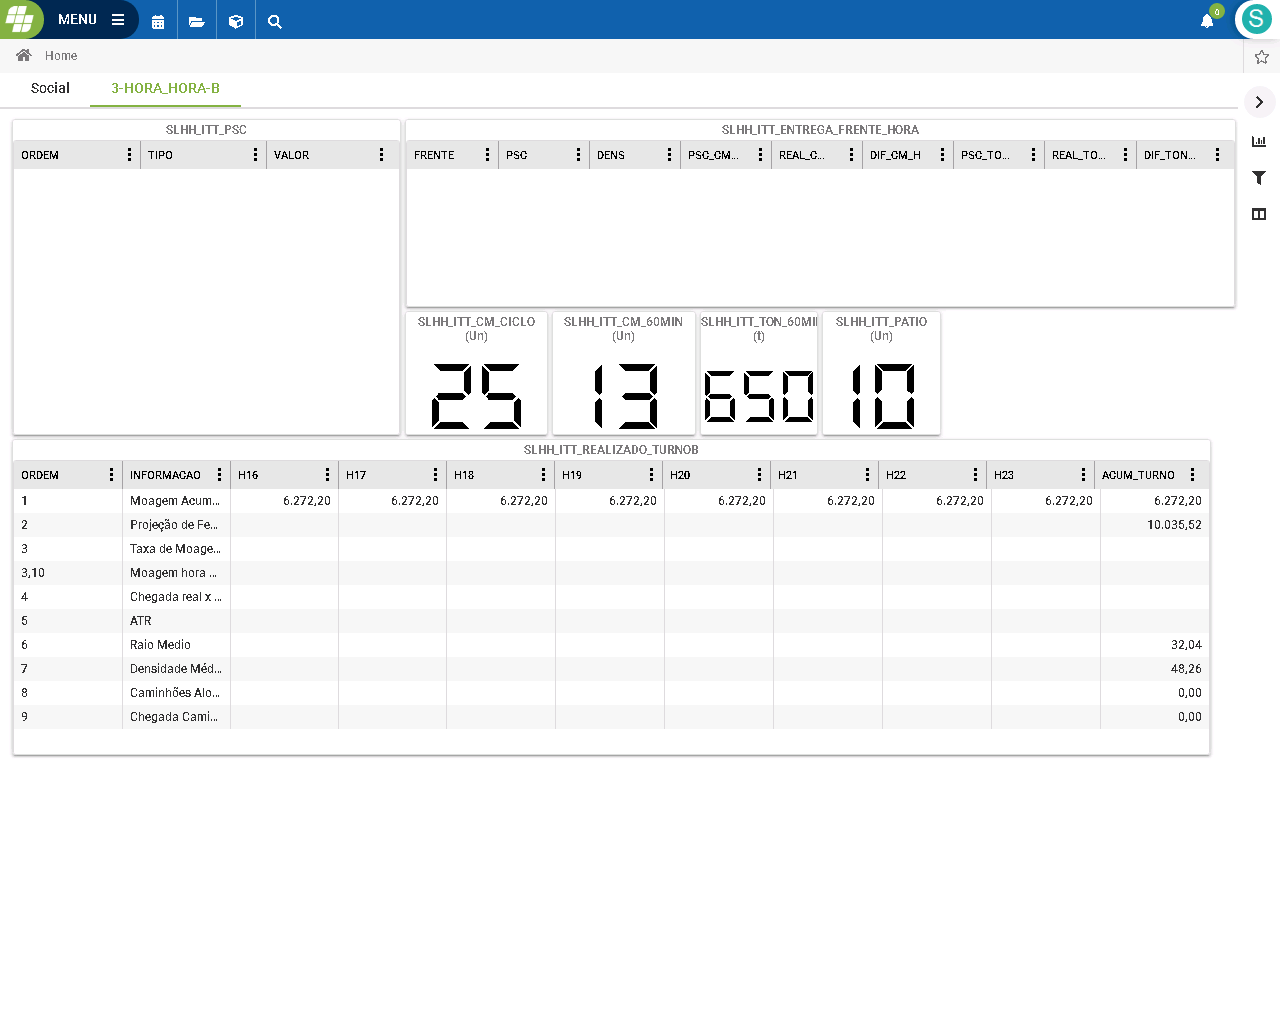 MENU
0
S
Home
Social
3-HORA_HORA-B
SLHH_ITT_PSC
ORDEM TIPO VALOR
SLHH_ITT_ENTREGA_FRENTE_HORA
FRENTE PSC DENS PSC_CM... REAL_C... DIF_CM_H PSC_TO... REAL_TO... DIF_TON...
SLHH_ITT_CM_CICLO
(Un)
25
SLHH_ITT_CM_60MIN
(Un)
13
SLHH_ITT_TON_60MI
(t)
650
SLHH_ITT_PATIO
(Un)
10
SLHH_ITT_REALIZADO_TURNOB
ORDEM INFORMACAO H16 H17 H18 H19 H20 H21 H22 H23 ACUM_TURNO
1 Moagem Acum... 6.272,20 6.272,20 6.272,20 6.272,20 6.272,20 6.272,20 6.272,20 6.272,20 6.272,20
2 Projeção de Fe... 10.035,52
3 Taxa de Moage...
3,10 Moagem hora ...
4 Chegada real x ...
5 ATR
6 Raio Medio 32,04
7 Densidade Méd... 48,26
8 Caminhões Alo... 0,00
9 Chegada Cami... 0,00